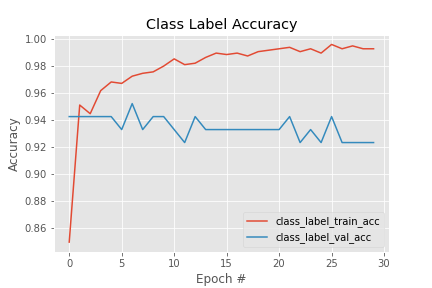 Class Label Accuracy
1.00
0.98
0.96
0.94
0.92
0.90
0.88
0.86
Accuracy
class_label_train_acc
class_label_val_acc
0 5 10 15 20 25 30
Epoch #